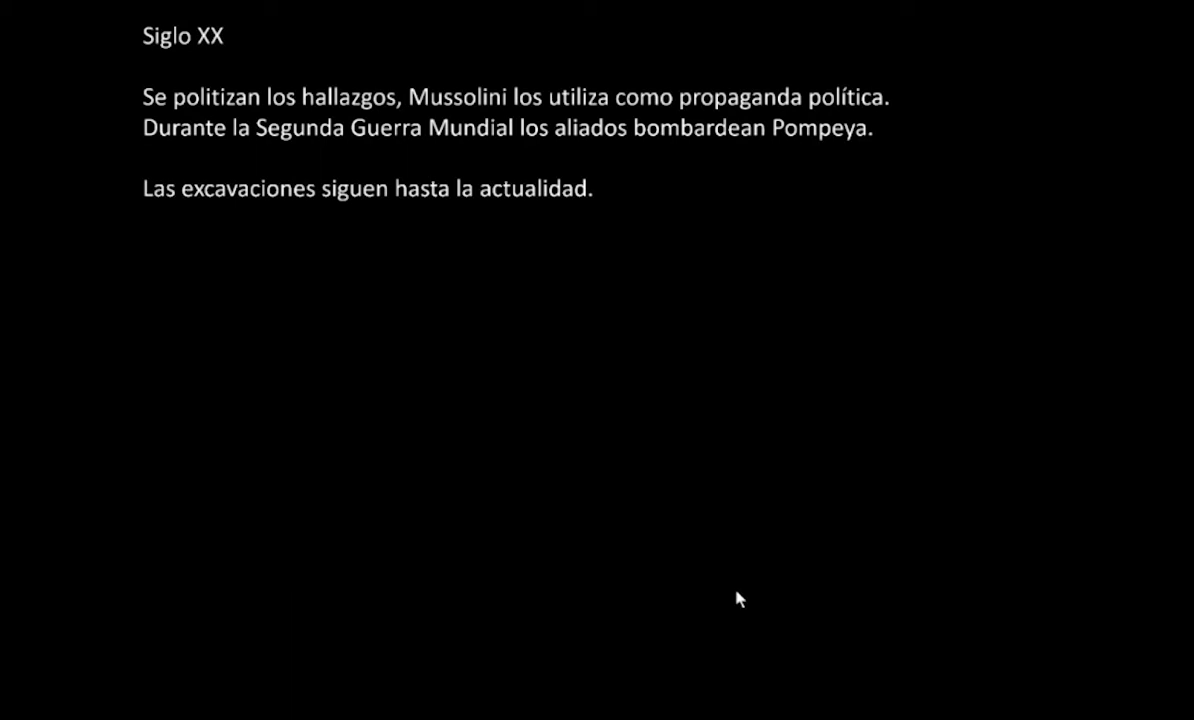 Siglo XX
Se politizan los hallazgos, Mussolini los utiliza como propaganda política.
Durante la Segunda Guerra Mundial los aliados bombardean Pompeya.
Las excavaciones siguen hasta la actualidad.